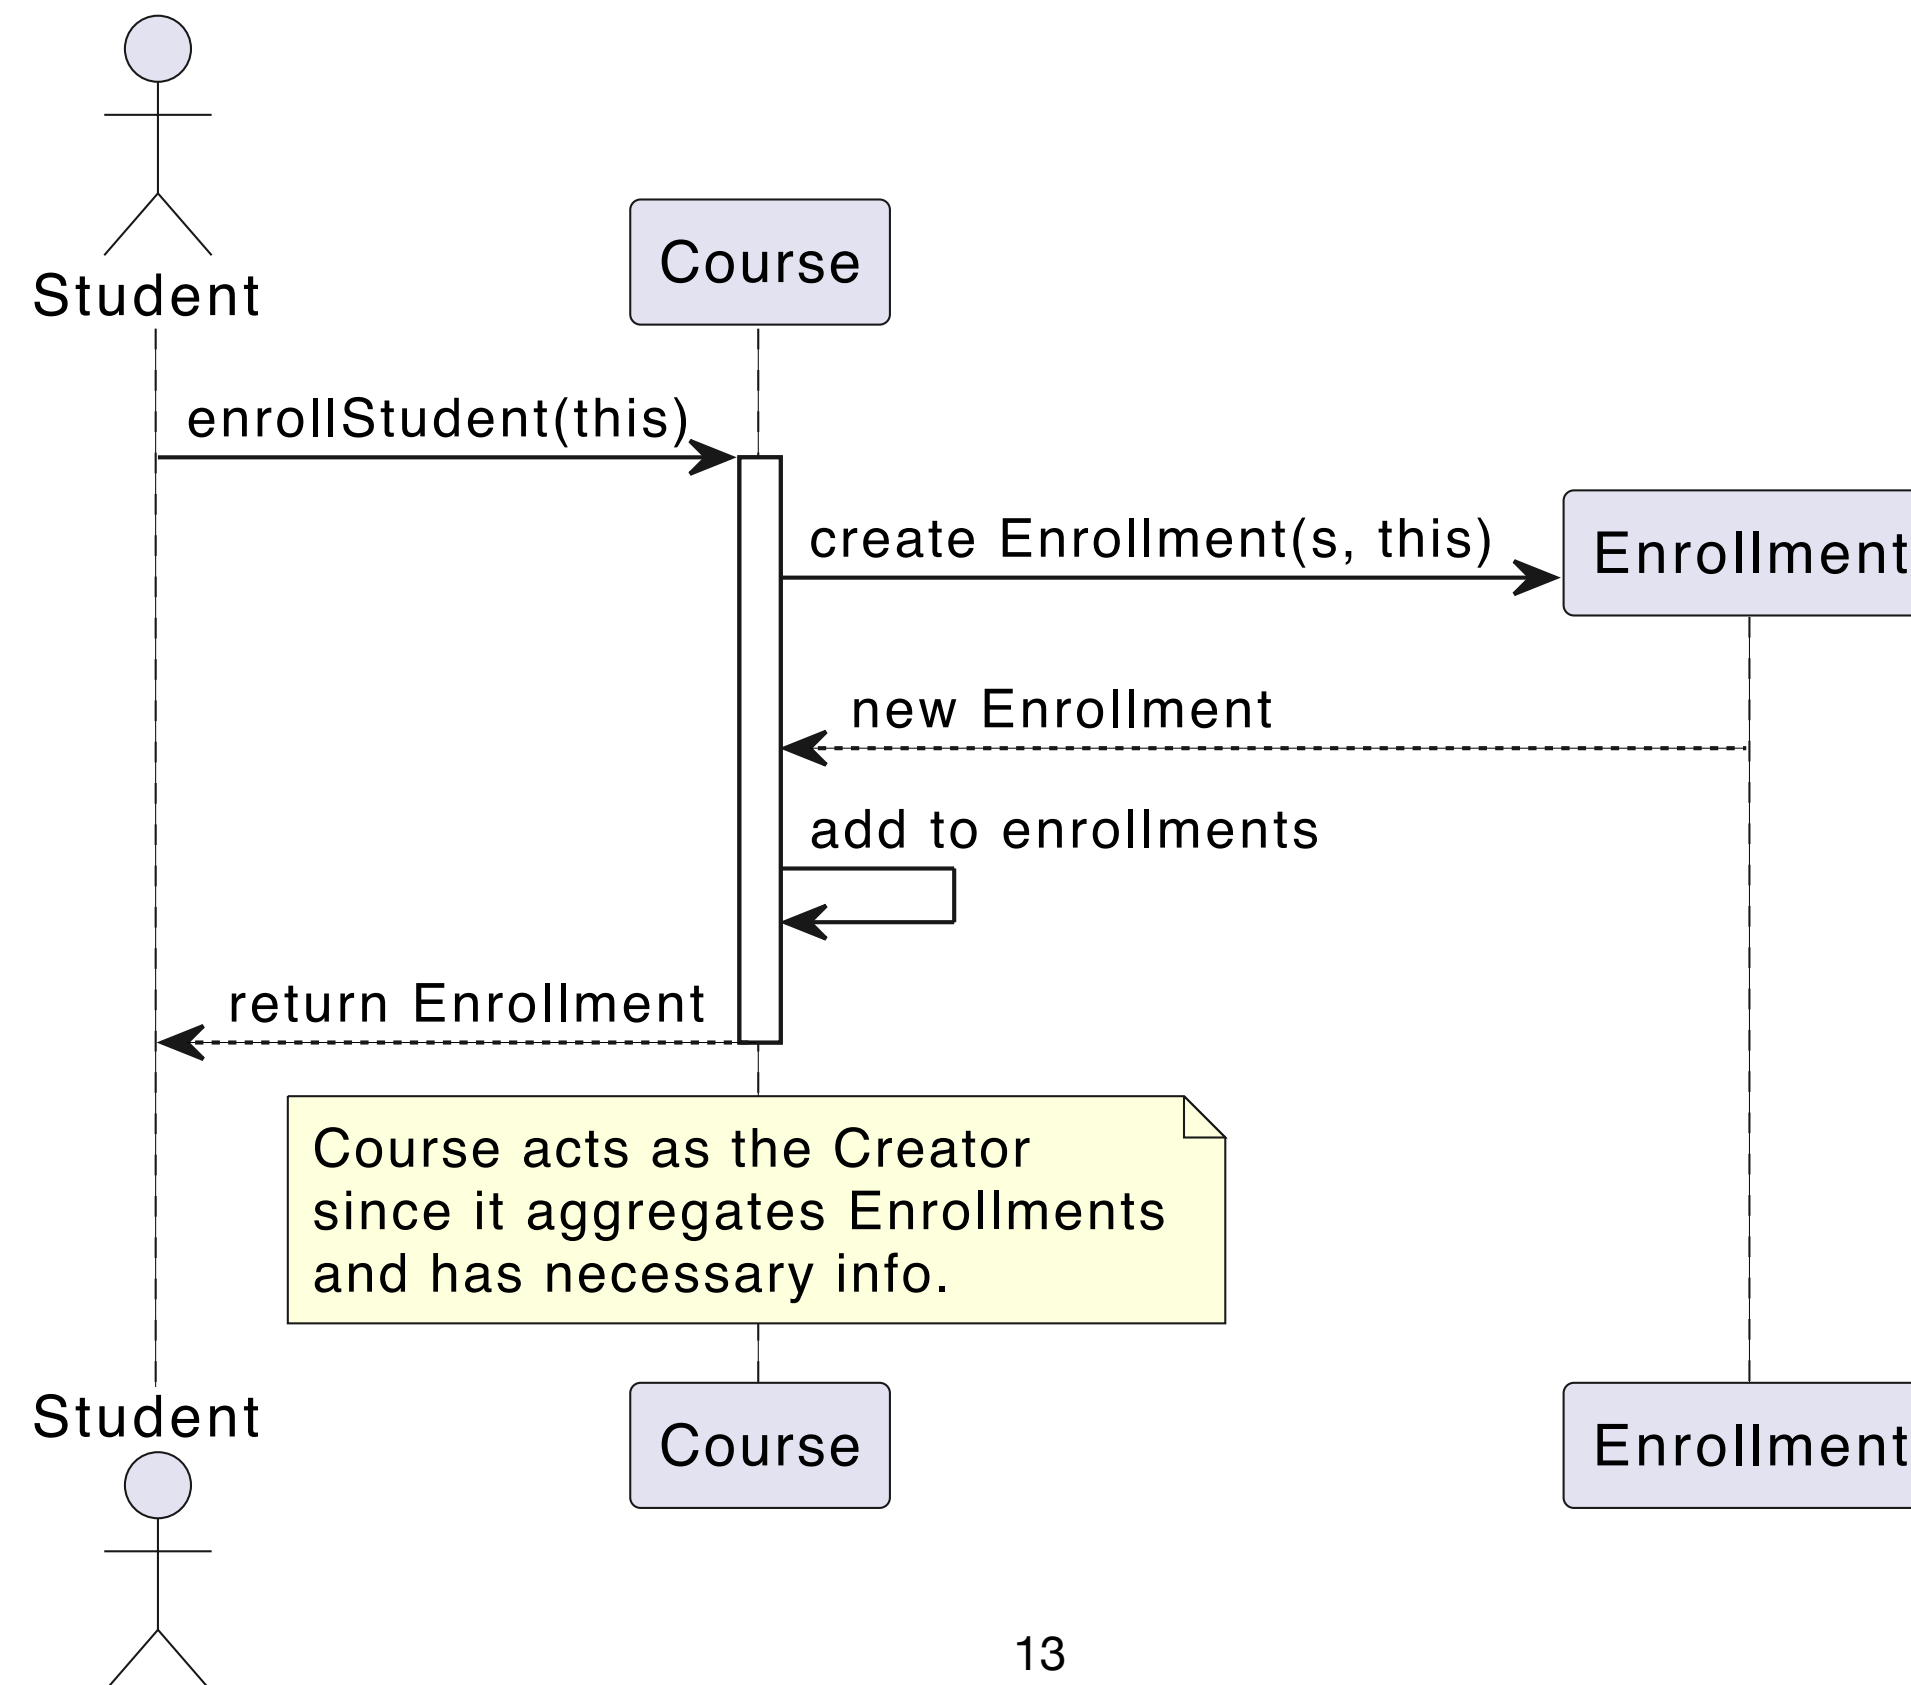 Student
Course
enrollStudent(this)
create Enrollment(s, this)
Enrollment
new Enrollment
add to enrollments
return Enrollment
Course acts as the Creator
since it aggregates Enrollments
and has necessary info.
Student
Course
Enrollment
13